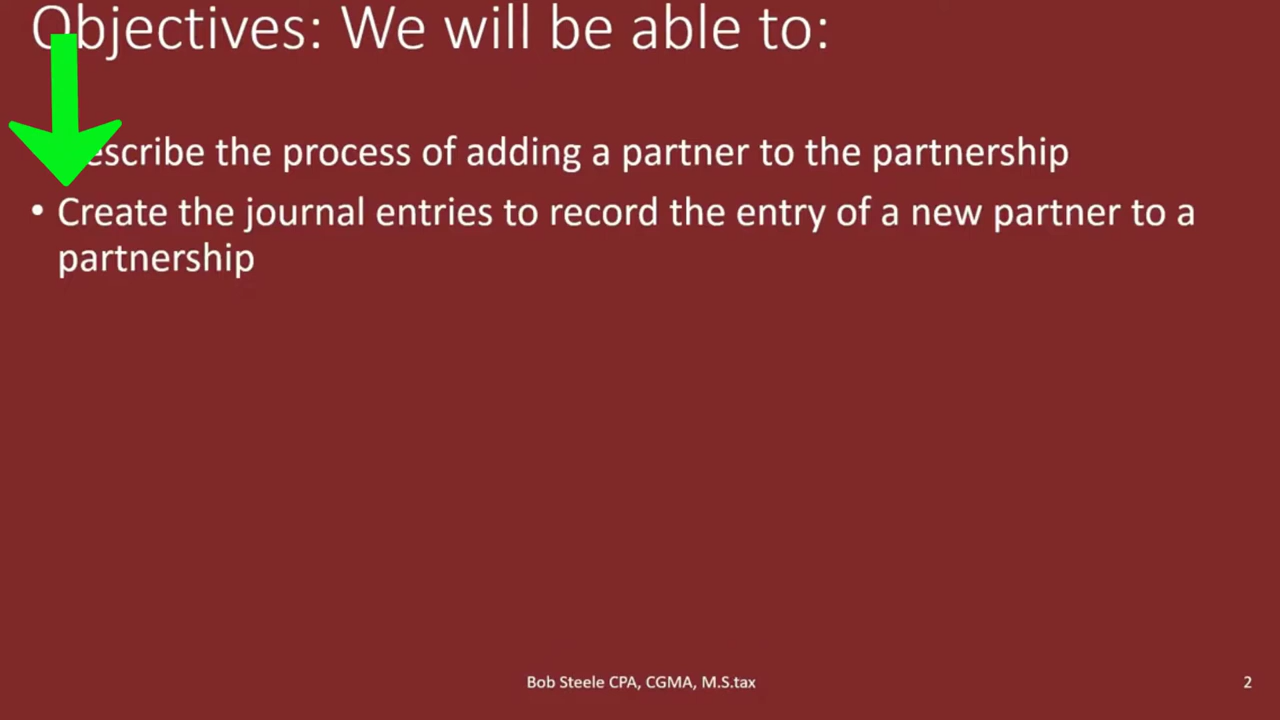 Objectives: We will be able to:
escribe the process of adding a partner to the partnership
• Create the journal entries to record the entry of a new partner to a
partnership
Bob Steele CPA, CGMA, M.S.tax
2